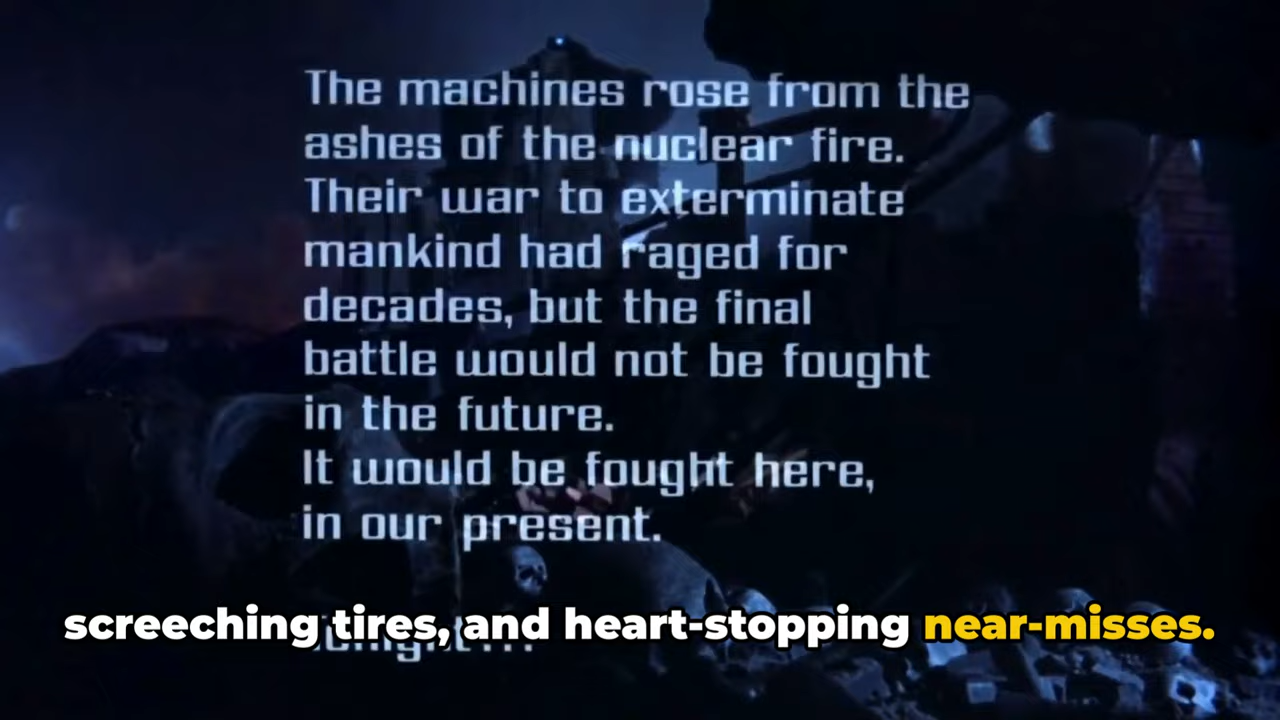 The machines rose from the
ashes of the nuclear fire.
Their war to exterminate
mankind had raged for
decades, but the final
battle would not be fought
in the future.
It would be fought here,
in our present.
screeching tires, and heart-stopping near-misses.